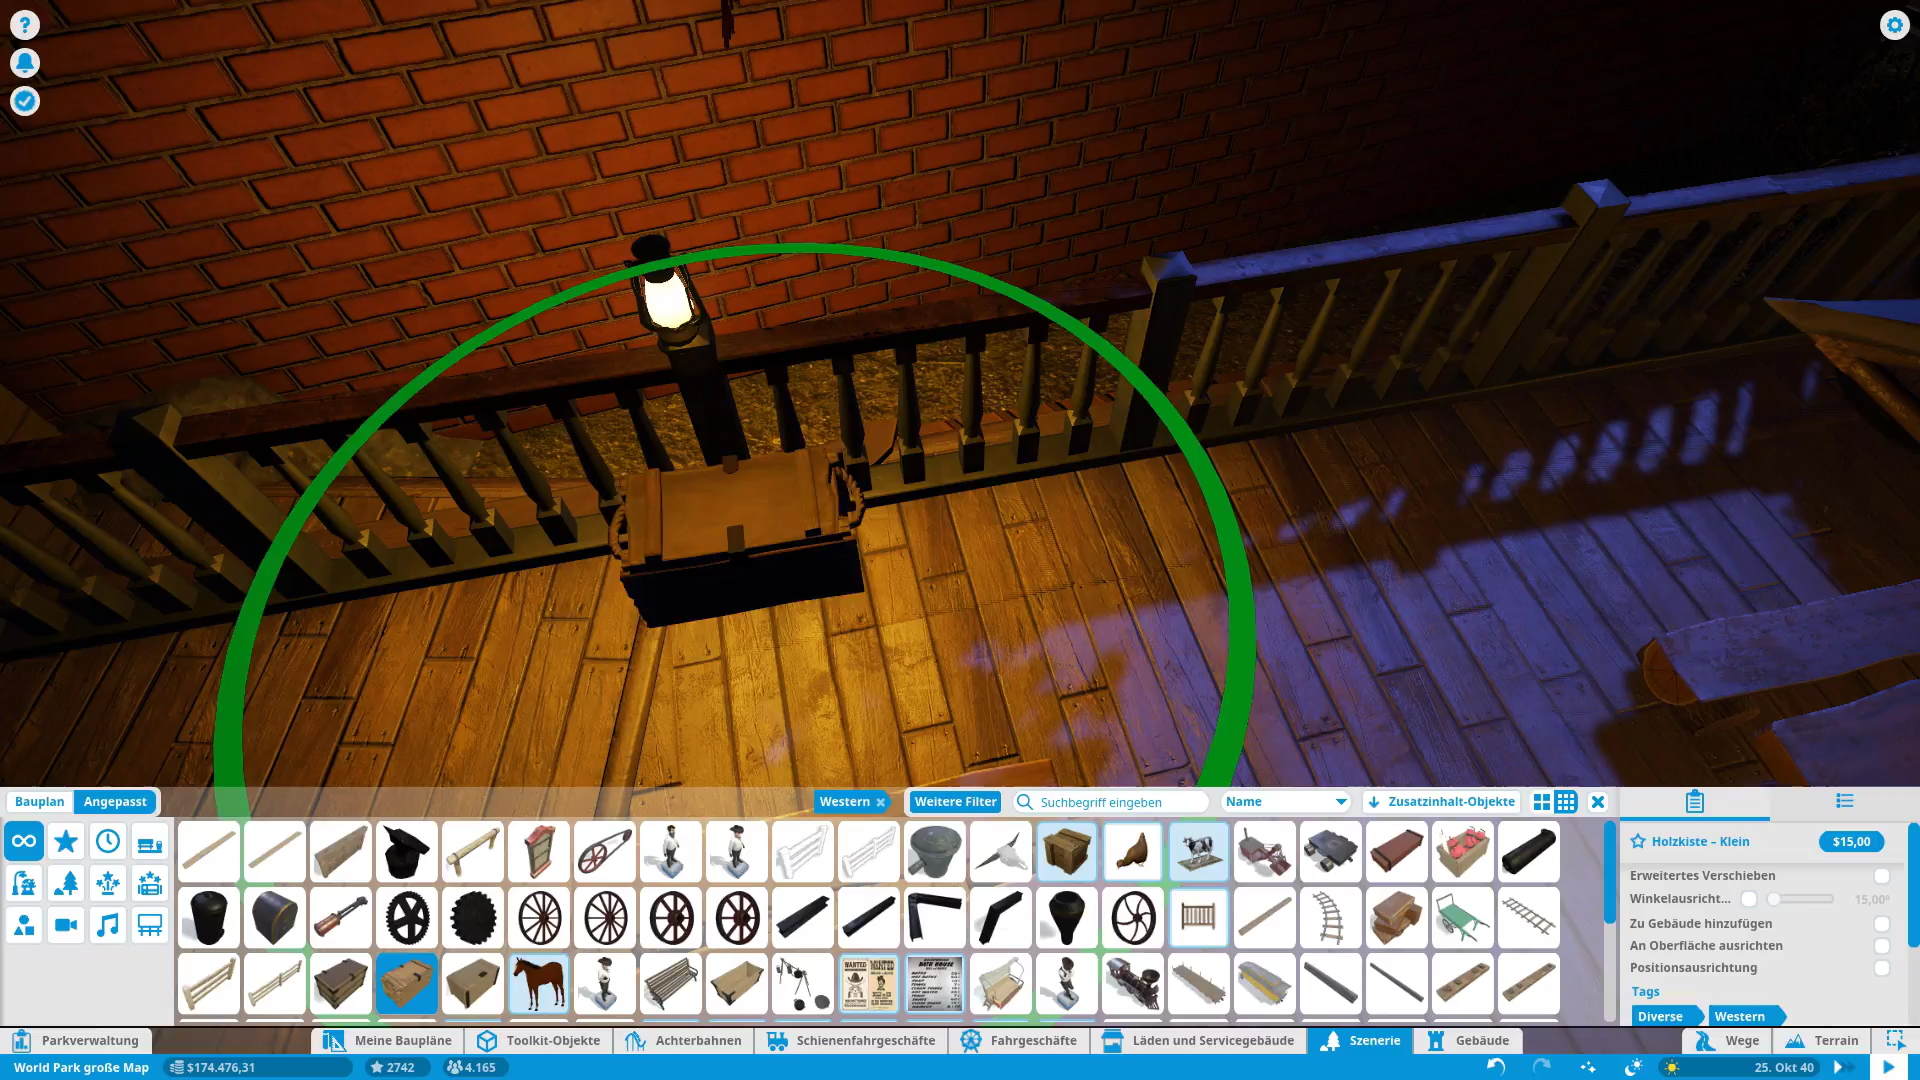 Bauplan
Angepasst
Western
Weitere Filter
Suchbegriff eingeben
Name
Zusatzinhalt-Objekte
Holzkiste – Klein
$15,00
Erweitertes Verschieben
Winkelausricht...
15,00°
Zu Gebäude hinzufügen
An Oberfläche ausrichten
Positionsausrichtung
Tags
Diverse
Western
WANTED
BATH HOUSE
Parkverwaltung
Meine Baupläne
Toolkit-Objekte
Achterbahnen
Schienenfahrgeschäfte
Fahrgeschäfte
Läden und Servicegebäude
Szenerie
Gebäude
Wege
Terrain
World Park große Map
$174.476,31
2742
4.165
25. Okt 40